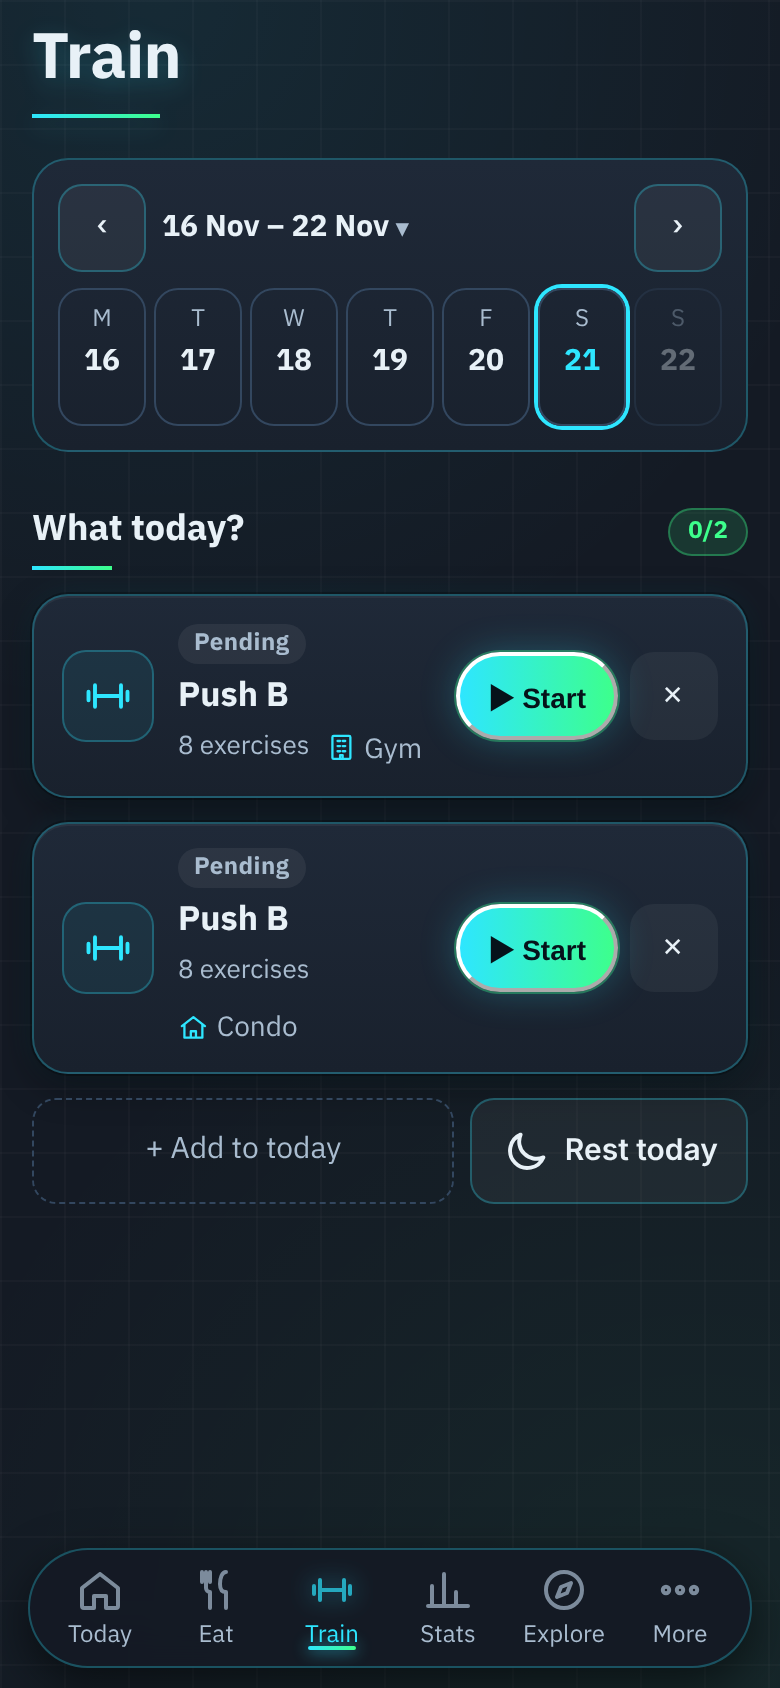 Train
‹ 16 Nov – 22 Nov ▾ ›
M T W T F S S
16 17 18 19 20 21 22
What today? 0/2
Pending
Push B
8 exercises Gym
▶ Start ✕
Pending
Push B
8 exercises
Condo
▶ Start ✕
+ Add to today
Rest today
Today Eat Train Stats Explore More